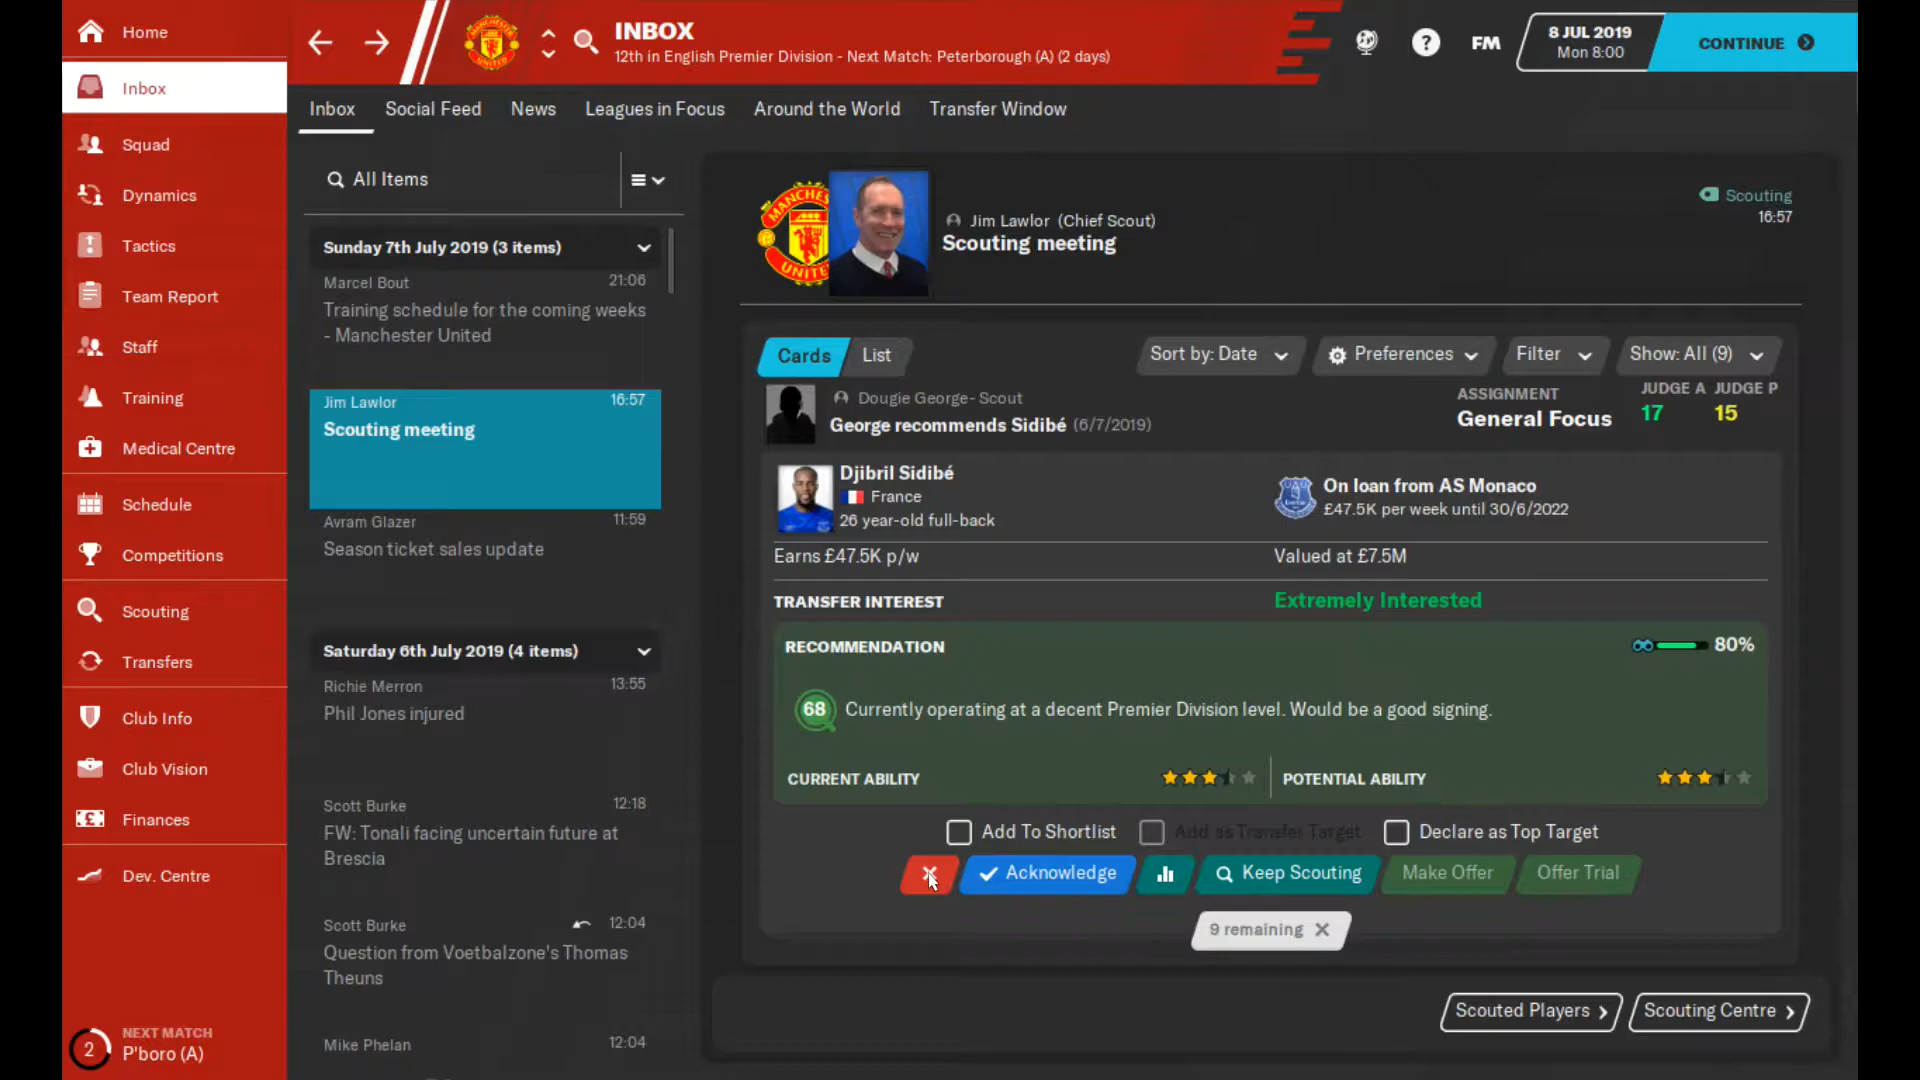 Home
Inbox
Squad
Dynamics
Tactics
Team Report
Staff
Training
Medical Centre
Schedule
Competitions
Scouting
Transfers
Club Info
Club Vision
Finances
Dev. Centre
2
NEXT MATCH
P'boro (A)
INBOX
12th in English Premier Division - Next Match: Peterborough (A) (2 days)
FM
8 JUL 2019
Mon 8:00
CONTINUE
Inbox
Social Feed
News
Leagues in Focus
Around the World
Transfer Window
All Items
Sunday 7th July 2019 (3 items)
Marcel Bout 21:06
Training schedule for the coming weeks
- Manchester United
Jim Lawlor 16:57
Scouting meeting
Avram Glazer 11:59
Season ticket sales update
Saturday 6th July 2019 (4 items)
Richie Merron 13:55
Phil Jones injured
Scott Burke 12:18
FW: Tonali facing uncertain future at
Brescia
Scott Burke 12:04
Question from Voetbalzone's Thomas
Theuns
Mike Phelan 12:04
MANCHESTER
UNITED
Jim Lawlor (Chief Scout)
Scouting meeting
Scouting
16:57
Cards
List
Sort by: Date
Preferences
Filter
Show: All (9)
Dougie George - Scout
George recommends Sidibé (6/7/2019)
ASSIGNMENT
General Focus
JUDGE A JUDGE P
17 15
Djibril Sidibé
France
26 year-old full-back
On loan from AS Monaco
£47.5K per week until 30/6/2022
Earns £47.5K p/w
Valued at £7.5M
TRANSFER INTEREST
Extremely Interested
RECOMMENDATION
80%
68
Currently operating at a decent Premier Division level. Would be a good signing.
CURRENT ABILITY
POTENTIAL ABILITY
Add To Shortlist
Add as Transfer Target
Declare as Top Target
Acknowledge
Keep Scouting
Make Offer
Offer Trial
9 remaining
Scouted Players
Scouting Centre